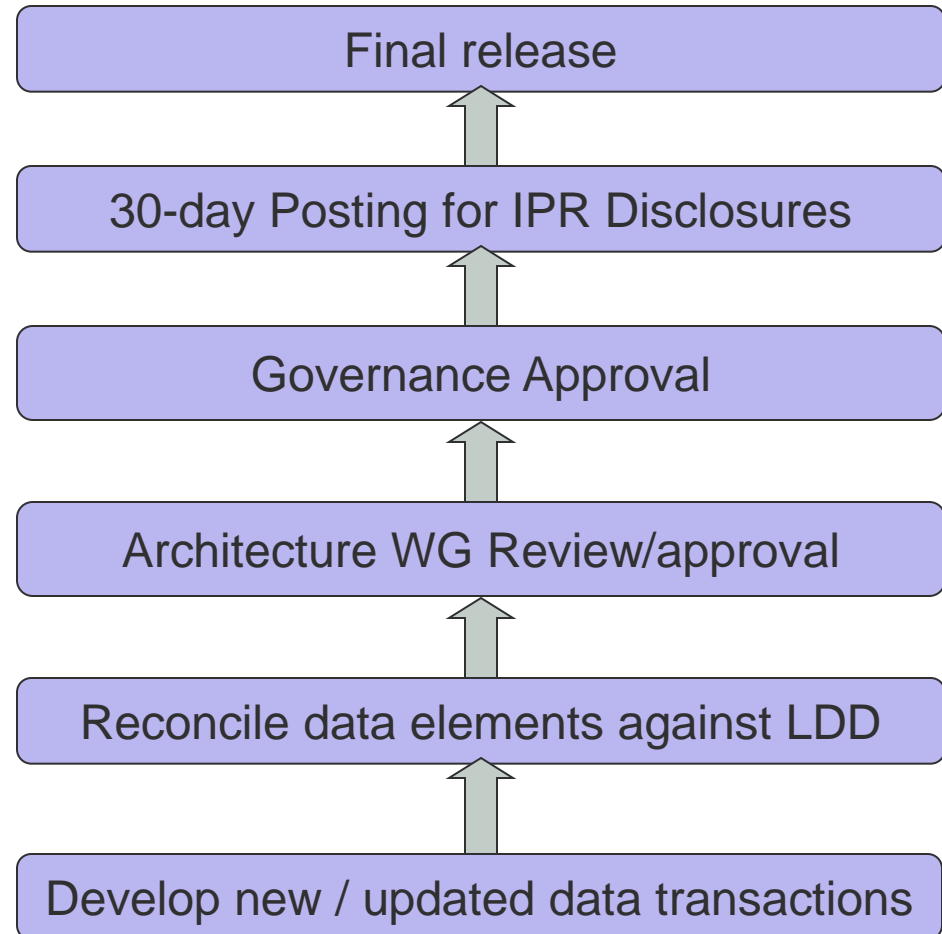 Final release
30-day Posting for IPR Disclosures
Governance Approval
Architecture WG Review/approval
Reconcile data elements against LDD
Develop new / updated data transactions